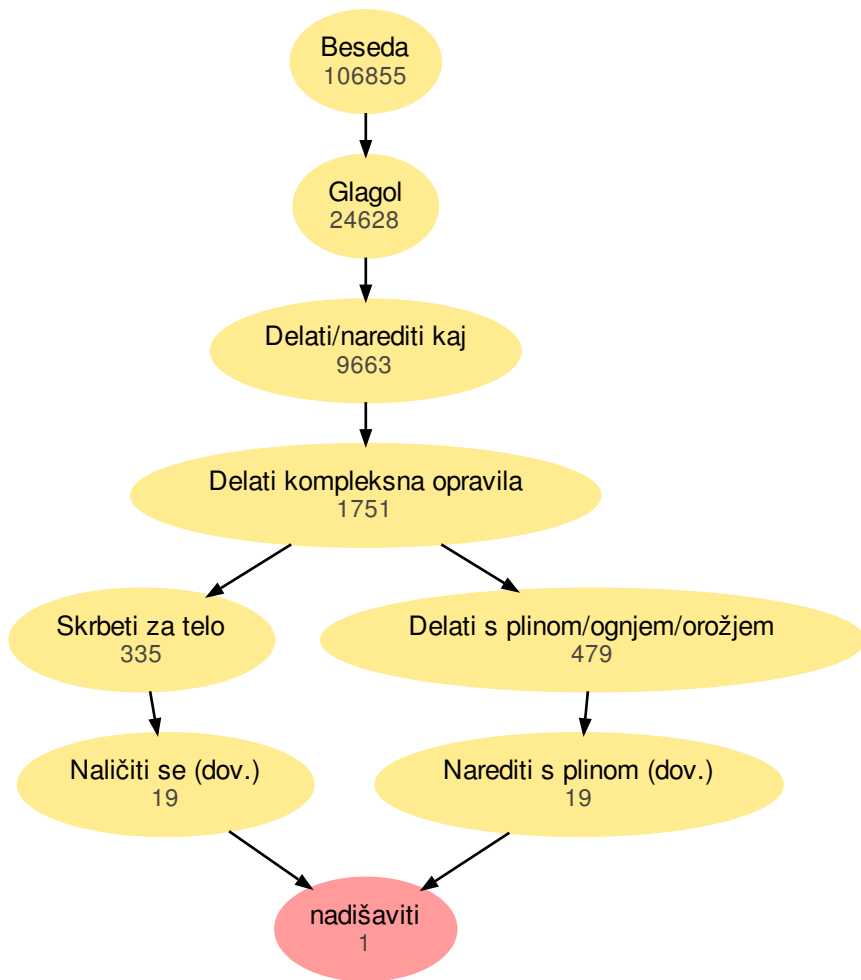 Beseda
106855
Glagol
24628
Delati/narediti kaj
9663
Delati kompleksna opravila
1751
Skrbeti za telo
335
Delati s plinom/ognjem/orožjem
479
Naličiti se (dov.)
19
Narediti s plinom (dov.)
19
nadišaviti
1